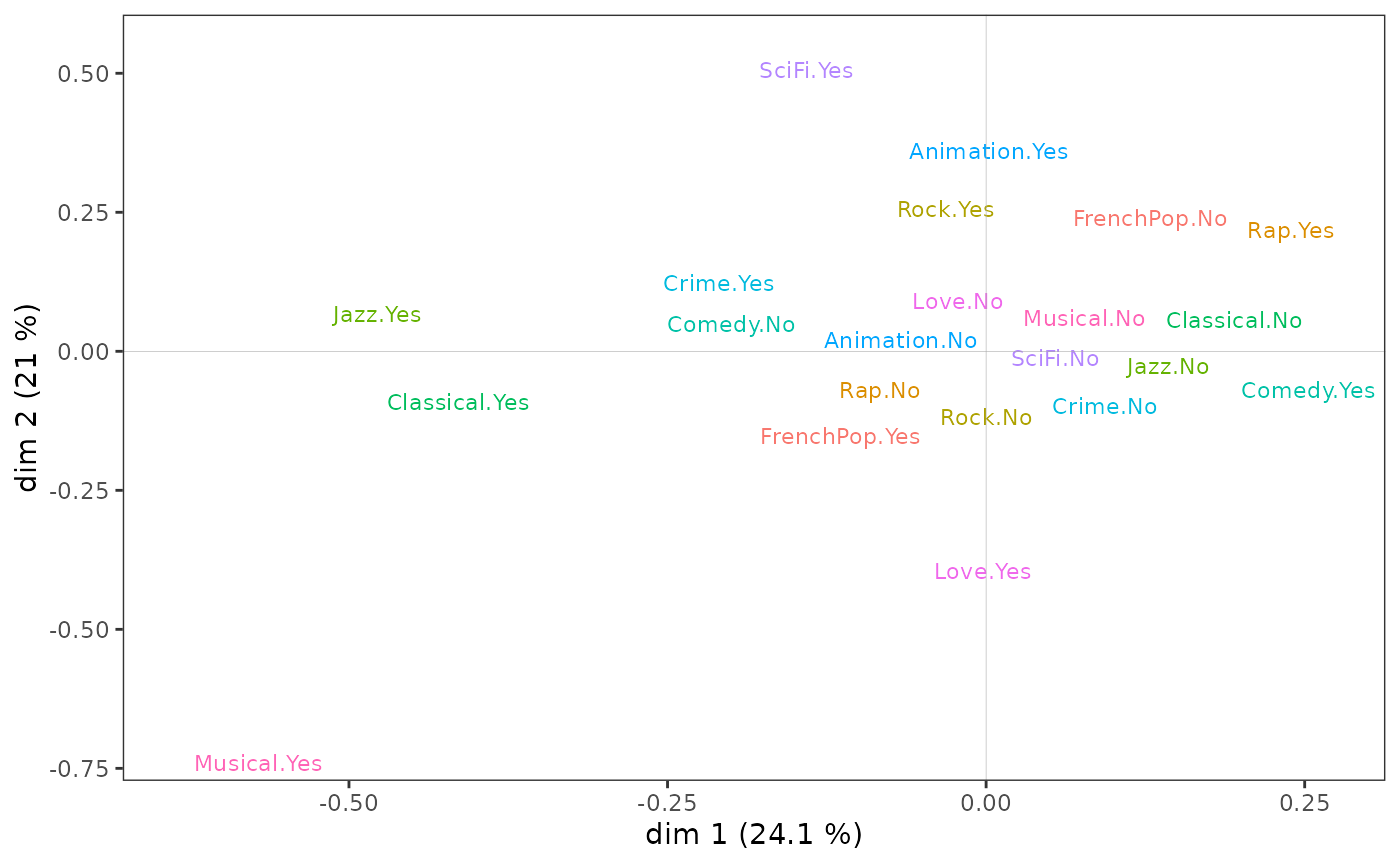 SciFi.Yes
0.50
Animation.Yes
Rock.Yes
0.25
FrenchPop.No
Rap.Yes
Crime.Yes
Love.No
Jazz.Yes
Comedy.No
Musical.No
Classical.No
Animation.No
0.00
SciFi.No
Jazz.No
Classical.Yes
Rap.No
Rock.No
Crime.No
Comedy.Yes
FrenchPop.Yes
-0.25
Love.Yes
-0.50
Musical.Yes
-0.75
dim 2 (21 %)
-0.50
-0.25
0.00
0.25
dim 1 (24.1 %)